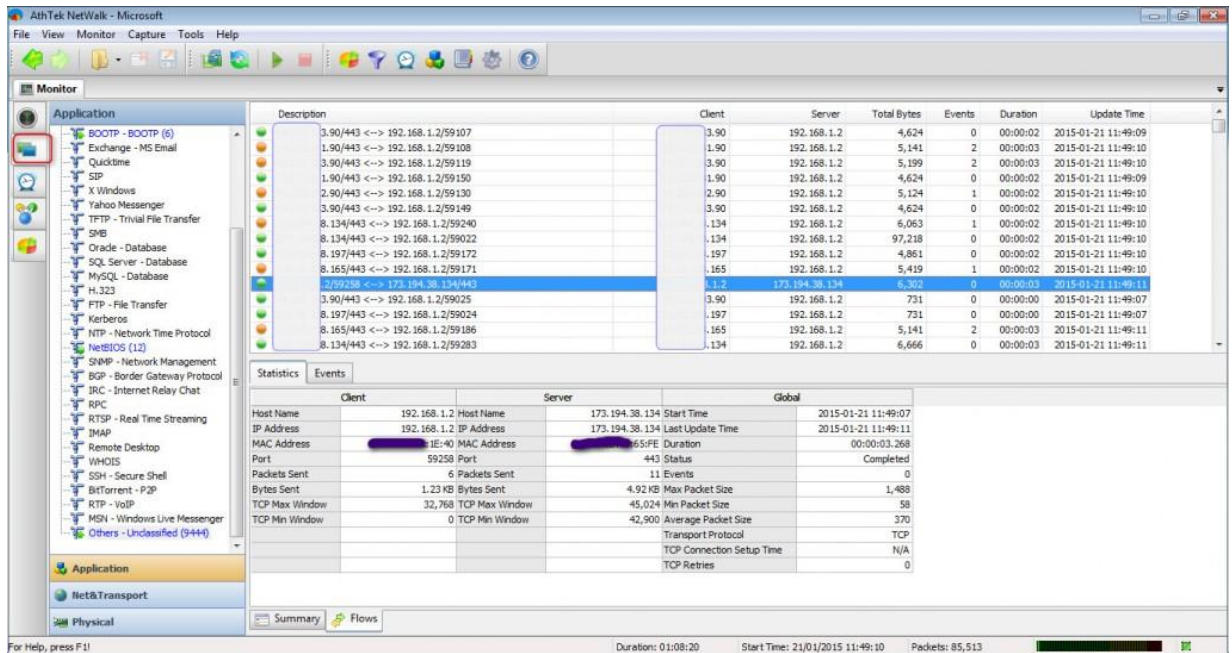 AthTek NetWalk - Microsoft
File View Monitor Capture Tools Help
Monitor
Application
BOOTP - BOOTP (6)
Exchange - MS Email
Quicktime
SIP
X Windows
Yahoo Messenger
TFTP - Trivial File Transfer
SMB
Oracle - Database
SQL Server - Database
MySQL - Database
H.323
FTP - File Transfer
Kerberos
NTP - Network Time Protocol
NetBIOS (12)
SNMP - Network Management
BGP - Border Gateway Protocol
IRC - Internet Relay Chat
RPC
RTSP - Real Time Streaming
IMAP
Remote Desktop
WHOIS
SSH - Secure Shell
BitTorrent - P2P
RTP - VoIP
MSN - Windows Live Messenger
Others - Unclassified (9444)
Application
Net&Transport
Physical
Description Client Server Total Bytes Events Duration Update Time
3.90/443 <--> 192.168.1.2/59107 3.90 192.168.1.2 4,624 0 00:00:02 2015-01-21 11:49:09
1.90/443 <--> 192.168.1.2/59108 1.90 192.168.1.2 5,141 2 00:00:03 2015-01-21 11:49:10
3.90/443 <--> 192.168.1.2/59119 3.90 192.168.1.2 5,199 2 00:00:03 2015-01-21 11:49:10
1.90/443 <--> 192.168.1.2/59150 1.90 192.168.1.2 4,624 0 00:00:02 2015-01-21 11:49:09
2.90/443 <--> 192.168.1.2/59130 2.90 192.168.1.2 5,124 1 00:00:02 2015-01-21 11:49:10
3.90/443 <--> 192.168.1.2/59149 3.90 192.168.1.2 4,624 0 00:00:02 2015-01-21 11:49:10
8.134/443 <--> 192.168.1.2/59240 .134 192.168.1.2 6,063 1 00:00:02 2015-01-21 11:49:10
8.134/443 <--> 192.168.1.2/59022 .134 192.168.1.2 97,218 0 00:00:02 2015-01-21 11:49:10
8.197/443 <--> 192.168.1.2/59172 .197 192.168.1.2 4,861 0 00:00:02 2015-01-21 11:49:10
8.165/443 <--> 192.168.1.2/59171 .165 192.168.1.2 5,419 1 00:00:02 2015-01-21 11:49:10
.2/59258 <--> 173.194.38.134/443 .1.2 173.194.38.134 6,302 0 00:00:03 2015-01-21 11:49:11
3.90/443 <--> 192.168.1.2/59025 3.90 192.168.1.2 731 0 00:00:00 2015-01-21 11:49:07
8.197/443 <--> 192.168.1.2/59024 .197 192.168.1.2 731 0 00:00:00 2015-01-21 11:49:07
8.165/443 <--> 192.168.1.2/59186 .165 192.168.1.2 5,141 2 00:00:03 2015-01-21 11:49:11
8.134/443 <--> 192.168.1.2/59283 .134 192.168.1.2 6,666 0 00:00:03 2015-01-21 11:49:11
Statistics Events
Client Server Global
Host Name 192.168.1.2 Host Name 173.194.38.134 Start Time 2015-01-21 11:49:07
IP Address 192.168.1.2 IP Address 173.194.38.134 Last Update Time 2015-01-21 11:49:11
MAC Address 1E:40 MAC Address 65:FE Duration 00:00:03.268
Port 59258 Port 443 Status Completed
Packets Sent 6 Packets Sent 11 Events 0
Bytes Sent 1.23 KB Bytes Sent 4.92 KB Max Packet Size 1,488
TCP Max Window 32,768 TCP Max Window 45,024 Min Packet Size 58
TCP Min Window 0 TCP Min Window 42,900 Average Packet Size 370
Transport Protocol TCP
TCP Connection Setup Time N/A
TCP Retries 0
Summary Flows
For Help, press F1! Duration: 01:08:20 Start Time: 21/01/2015 11:49:10 Packets: 85,513